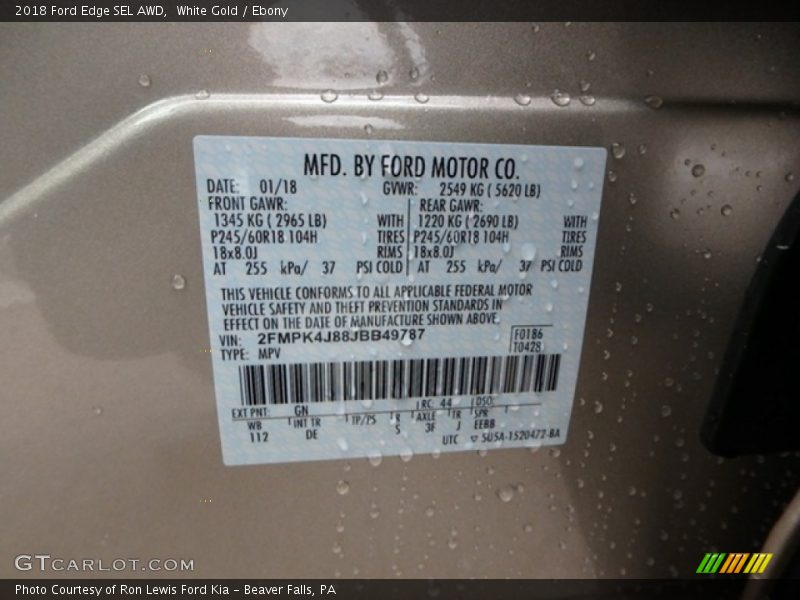 2018 Ford Edge SEL AWD, White Gold / Ebony
MFD. BY FORD MOTOR CO.
DATE: 01/18 GVWR: 2549 KG ( 5620 LB)
FRONT GAWR: REAR GAWR:
1345 KG ( 2965 LB) WITH 1220 KG ( 2690 LB) WITH
P245/60R18 104H TIRES P245/60R18 104H TIRES
18x8.0J RIMS 18x8.0J RIMS
AT 255 kPa/ 37 PSI COLD AT 255 kPa/ 37 PSI COLD
THIS VEHICLE CONFORMS TO ALL APPLICABLE FEDERAL MOTOR
VEHICLE SAFETY AND THEFT PREVENTION STANDARDS IN
EFFECT ON THE DATE OF MANUFACTURE SHOWN ABOVE.
VIN: 2FMPK4J88JBB49787 F0186
TYPE: MPV T0428
EXT PNT: GN RC: 44 DSO:
WB INT TR TP/PS R AXLE TR SPR
112 DE S 3F J EEBB
UTC 5U5A-1520472-BA
GTCARLOT.COM
Photo Courtesy of Ron Lewis Ford Kia - Beaver Falls, PA